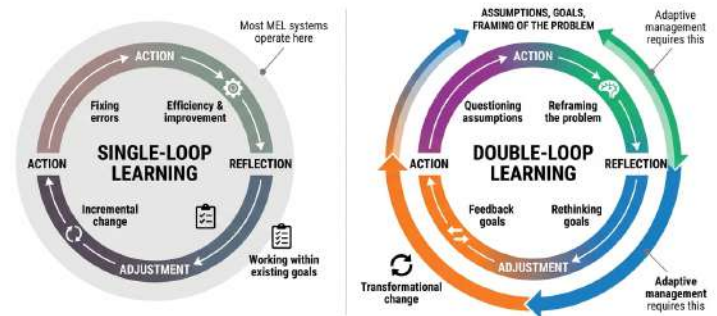 Most MEL systems
operate here
ACTION
Fixing
errors
Efficiency &
improvement
ACTION
SINGLE-LOOP
LEARNING
REFLECTION
Incremental
change
ADJUSTMENT
Working within
existing goals
ASSUMPTIONS, GOALS,
FRAMING OF THE PROBLEM
Adaptive
management
requires this
ACTION
Questioning
assumptions
Reframing
the problem
ACTION
DOUBLE-LOOP
LEARNING
REFLECTION
Feedback
goals
Rethinking
goals
ADJUSTMENT
Transformational
change
Adaptive
management
requires this